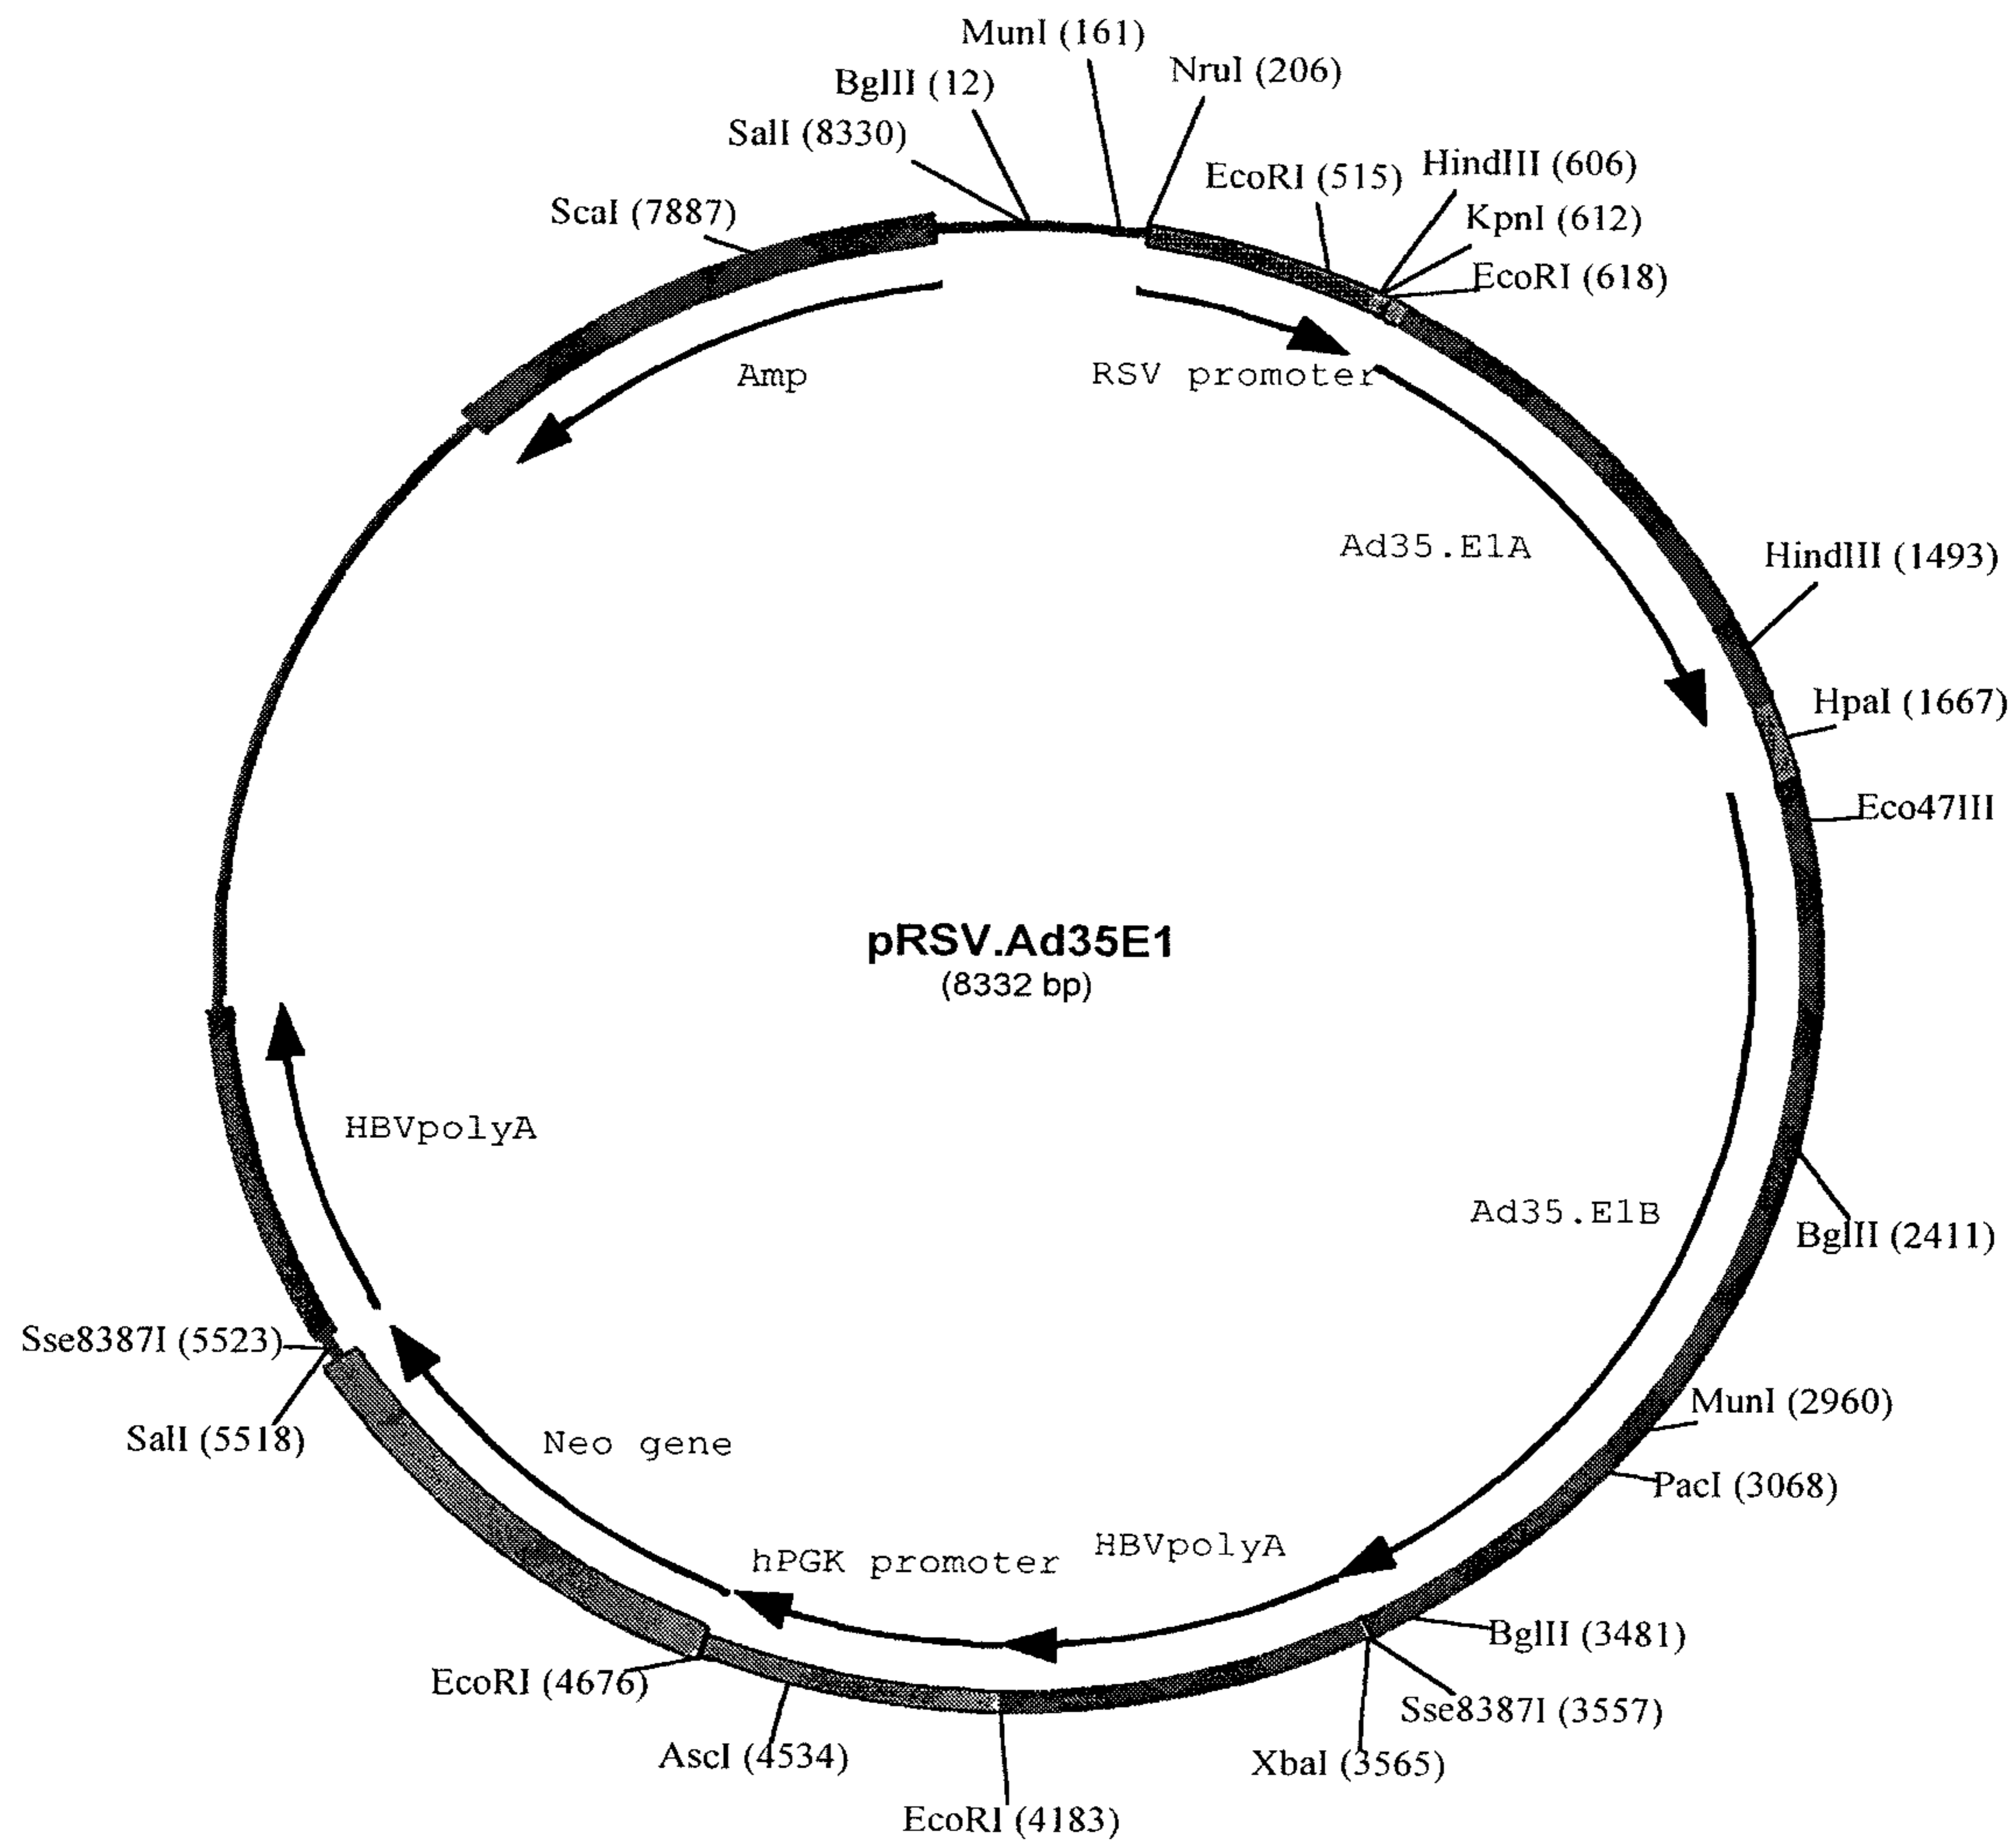 MunI (161)
NruI (206)
BglII (12)
SalI (8330)
EcoRI (515)
HindIII (606)
ScaI (7887)
KpnI (612)
EcoRI (618)
Amp
RSV promoter
Ad35.E1A
HindIII (1493)
HpaI (1667)
Eco47III
pRSV.Ad35E1
(8332 bp)
HBVpolyA
Ad35.E1B
BglII (2411)
Sse8387I (5523)
MunI (2960)
SalI (5518)
Neo gene
PacI (3068)
hPGK promoter
HBVpolyA
BglII (3481)
EcoRI (4676)
Sse8387I (3557)
AscI (4534)
XbaI (3565)
EcoRI (4183)